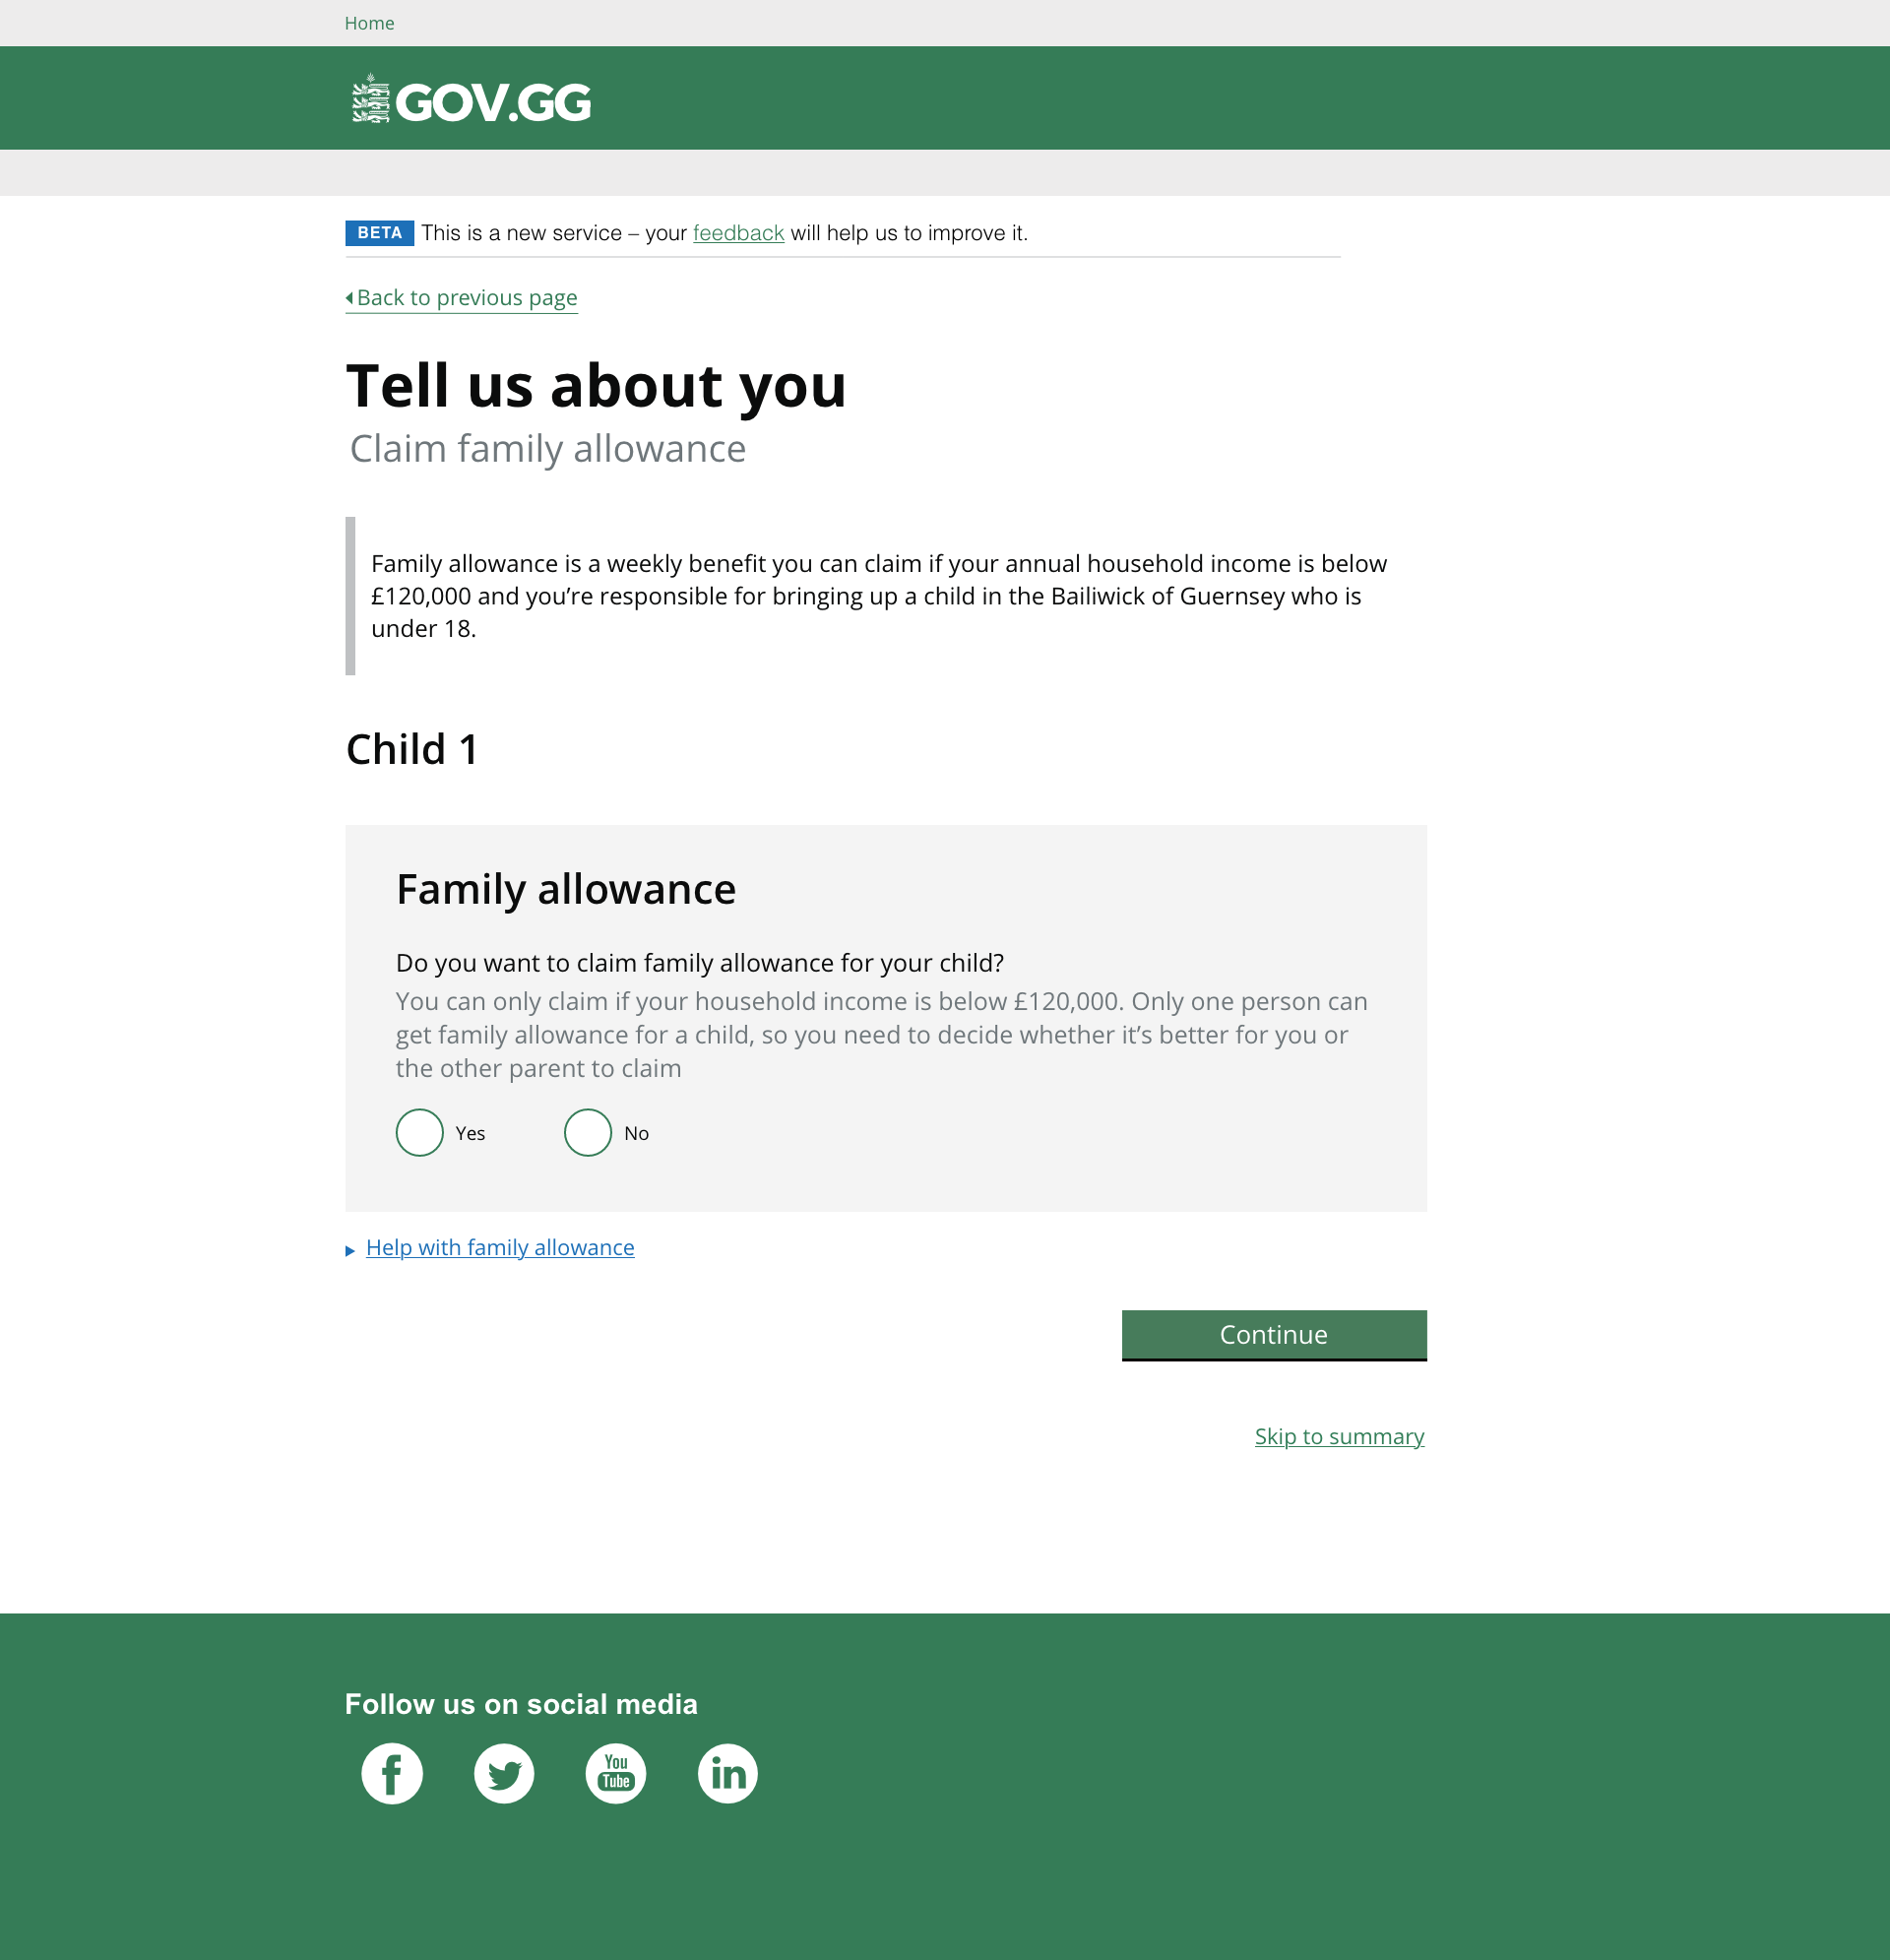 Home
GOV.GG
BETA This is a new service – your feedback will help us to improve it.
Back to previous page
Tell us about you
Claim family allowance
Family allowance is a weekly benefit you can claim if your annual household income is below
£120,000 and you’re responsible for bringing up a child in the Bailiwick of Guernsey who is
under 18.
Child 1
Family allowance
Do you want to claim family allowance for your child?
You can only claim if your household income is below £120,000. Only one person can
get family allowance for a child, so you need to decide whether it’s better for you or
the other parent to claim
Yes No
Help with family allowance
Continue
Skip to summary
Follow us on social media
f You Tube in